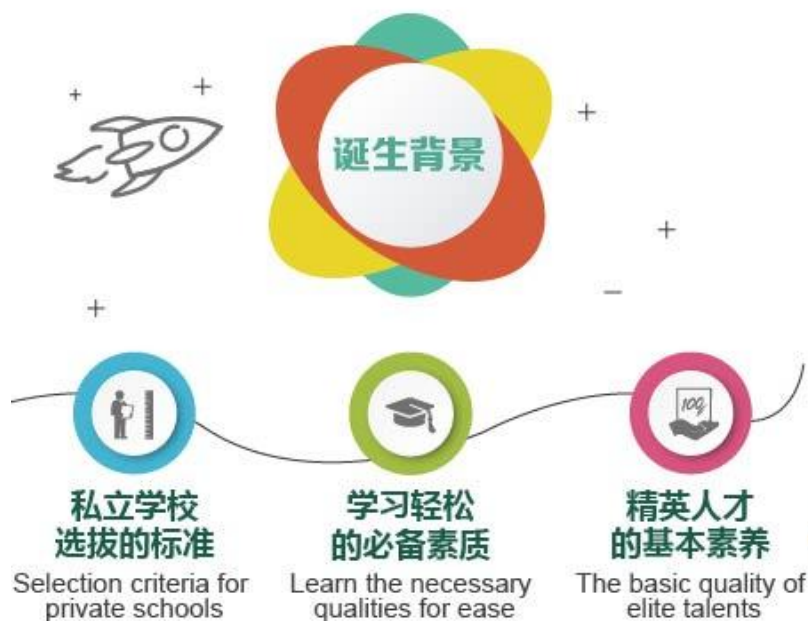 诞生背景
私立学校
选拔的标准
Selection criteria for
private schools
学习轻松
的必备素质
Learn the necessary
qualities for ease
100
精英人才
的基本素养
The basic quality of
elite talents